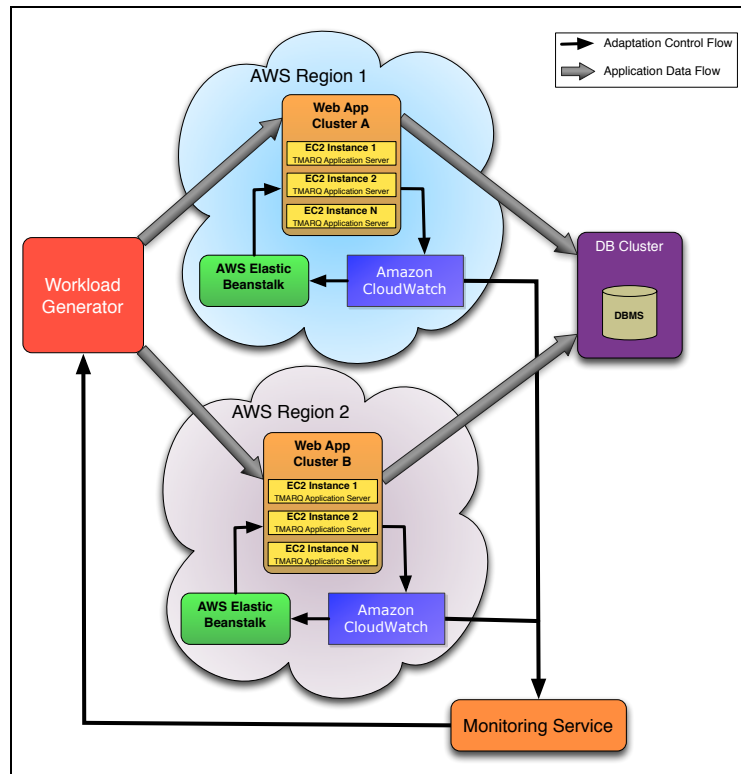 Adaptation Control Flow
Application Data Flow
AWS Region 1
Web App
Cluster A
EC2 Instance 1
TMARQ Application Server
EC2 Instance 2
TMARQ Application Server
EC2 Instance N
TMARQ Application Server
AWS Elastic
Beanstalk
Amazon
CloudWatch
Workload
Generator
DB Cluster
DBMS
AWS Region 2
Web App
Cluster B
EC2 Instance 1
TMARQ Application Server
EC2 Instance 2
TMARQ Application Server
EC2 Instance N
TMARQ Application Server
AWS Elastic
Beanstalk
Amazon
CloudWatch
Monitoring Service